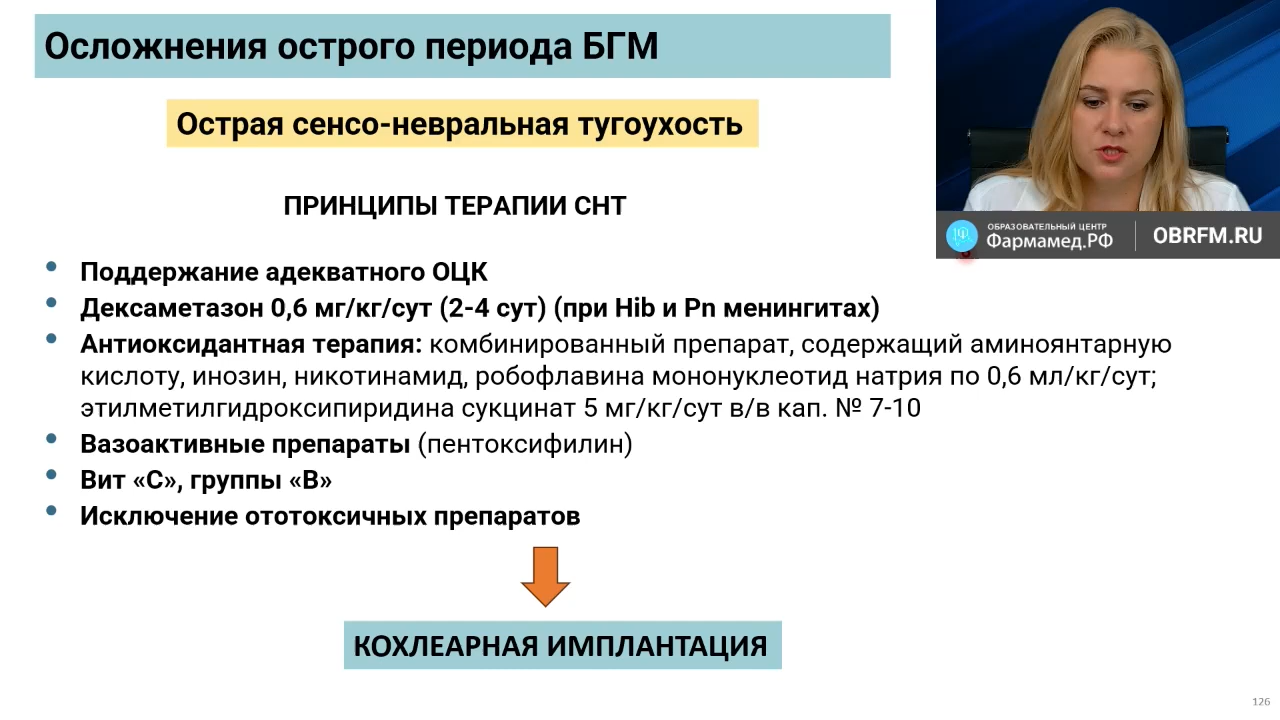 Осложнения острого периода БГМ
Острая сенсо-невральная тугоухость
ОБРАЗОВАТЕЛЬНЫЙ ЦЕНТР
Фармамед.РФ
OBRFM.RU
ПРИНЦИПЫ ТЕРАПИИ СНТ
• Поддержание адекватного ОЦК
• Дексаметазон 0,6 мг/кг/сут (2-4 сут) (при Hib и Pn менингитах)
• Антиоксидантная терапия: комбинированный препарат, содержащий аминоянтарную
кислоту, инозин, никотинамид, робофлавина мононуклеотид натрия по 0,6 мл/кг/сут;
этилметилгидроксипиридина сукцинат 5 мг/кг/сут в/в кап. № 7-10
• Вазоактивные препараты (пентоксифилин)
• Вит «С», группы «В»
• Исключение ототоксичных препаратов
КОХЛЕАРНАЯ ИМПЛАНТАЦИЯ
126